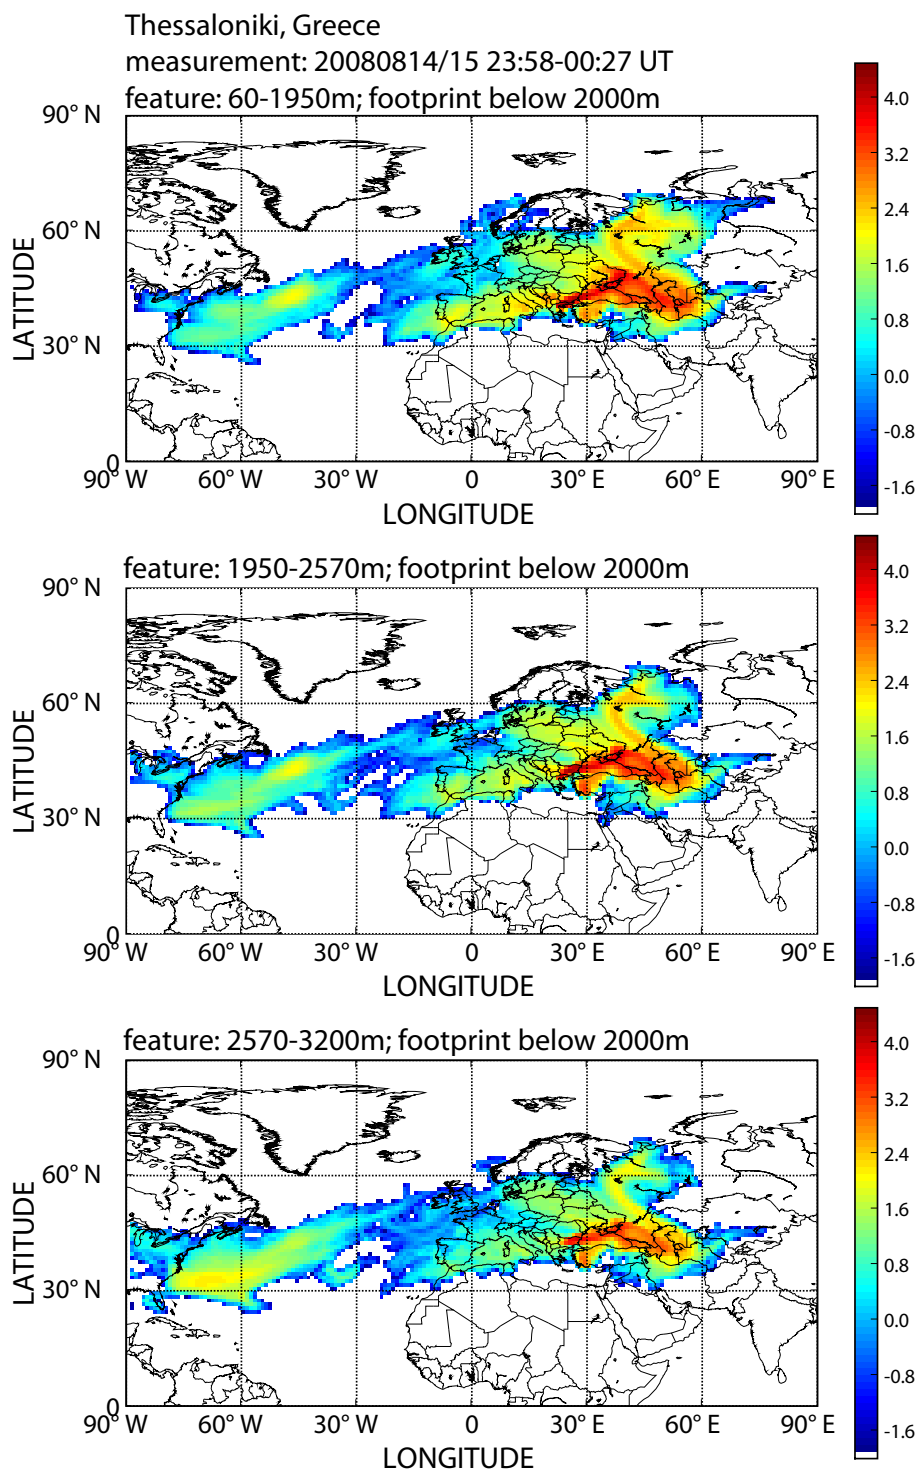 Thessaloniki, Greece
measurement: 20080814/15 23:58-00:27 UT
feature: 60-1950m; footprint below 2000m
90° N
60° N
30° N
0
LATITUDE
90° W 60° W 30° W 0 30° E 60° E 90° E
LONGITUDE
4.0
3.2
2.4
1.6
0.8
0.0
-0.8
-1.6
feature: 1950-2570m; footprint below 2000m
90° N
60° N
30° N
0
LATITUDE
90° W 60° W 30° W 0 30° E 60° E 90° E
LONGITUDE
4.0
3.2
2.4
1.6
0.8
0.0
-0.8
-1.6
feature: 2570-3200m; footprint below 2000m
90° N
60° N
30° N
0
LATITUDE
90° W 60° W 30° W 0 30° E 60° E 90° E
LONGITUDE
4.0
3.2
2.4
1.6
0.8
0.0
-0.8
-1.6